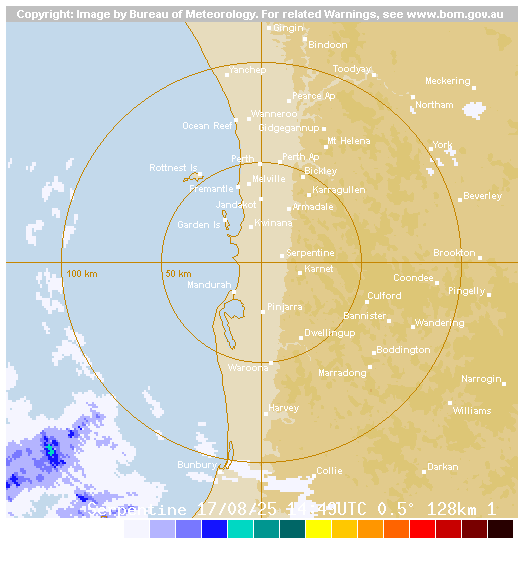 Copyright: Image by Bureau of Meteorology. For related Warnings, see www.bom.gov.au
Gingin
Bindoon
Yanchep
Toodyay
Meckering
Pearce Ap
Northam
Wanneroo
Ocean Reef
Gidgegannup
Mt Helena
York
Perth
Perth Ap
Rottnest Is
Bickley
Melville
Fremantle
Karragullen
Beverley
Jandakot
Armadale
Garden Is
Kwinana
Serpentine
Brookton
100 km
50 km
Karnet
Coondee
Mandurah
Pingelly
Culford
Pinjarra
Bannister
Wandering
Dwellingup
Boddington
Waroona
Marradong
Narrogin
Harvey
Williams
Bunbury
Collie
Darkan
Serpentine 17/08/25 14:49UTC 0.5° 128km 1